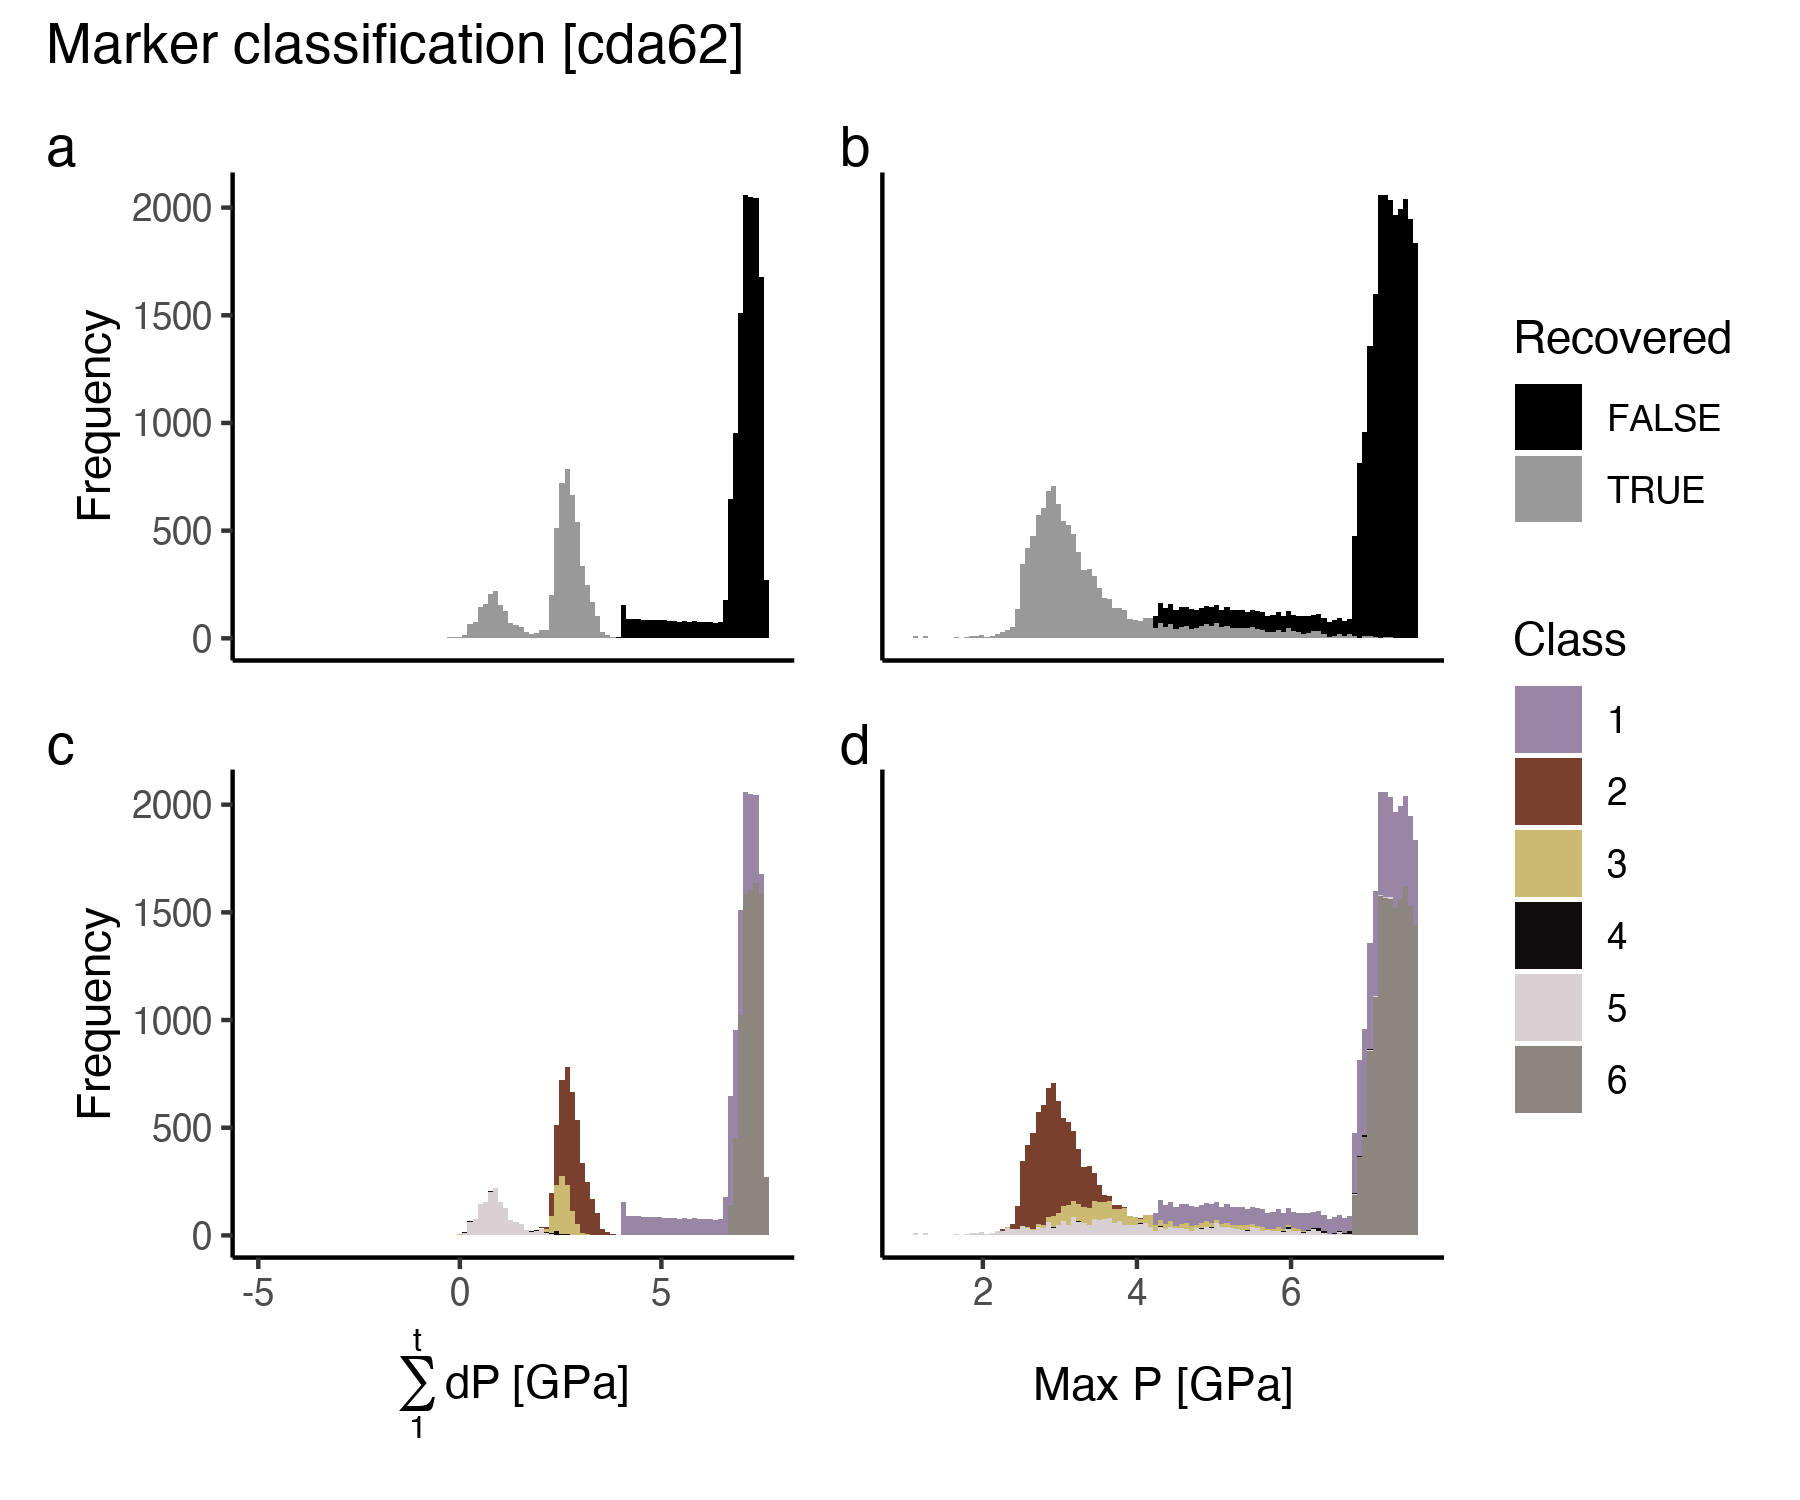 Marker classification [cda62]
a
b
2000
1500
1000
500
0
Frequency
c
d
2000
1500
1000
500
0
Frequency
-5
0
5
2
4
6
t
∑ dP [GPa]
1
Max P [GPa]
Recovered
FALSE
TRUE
Class
1
2
3
4
5
6